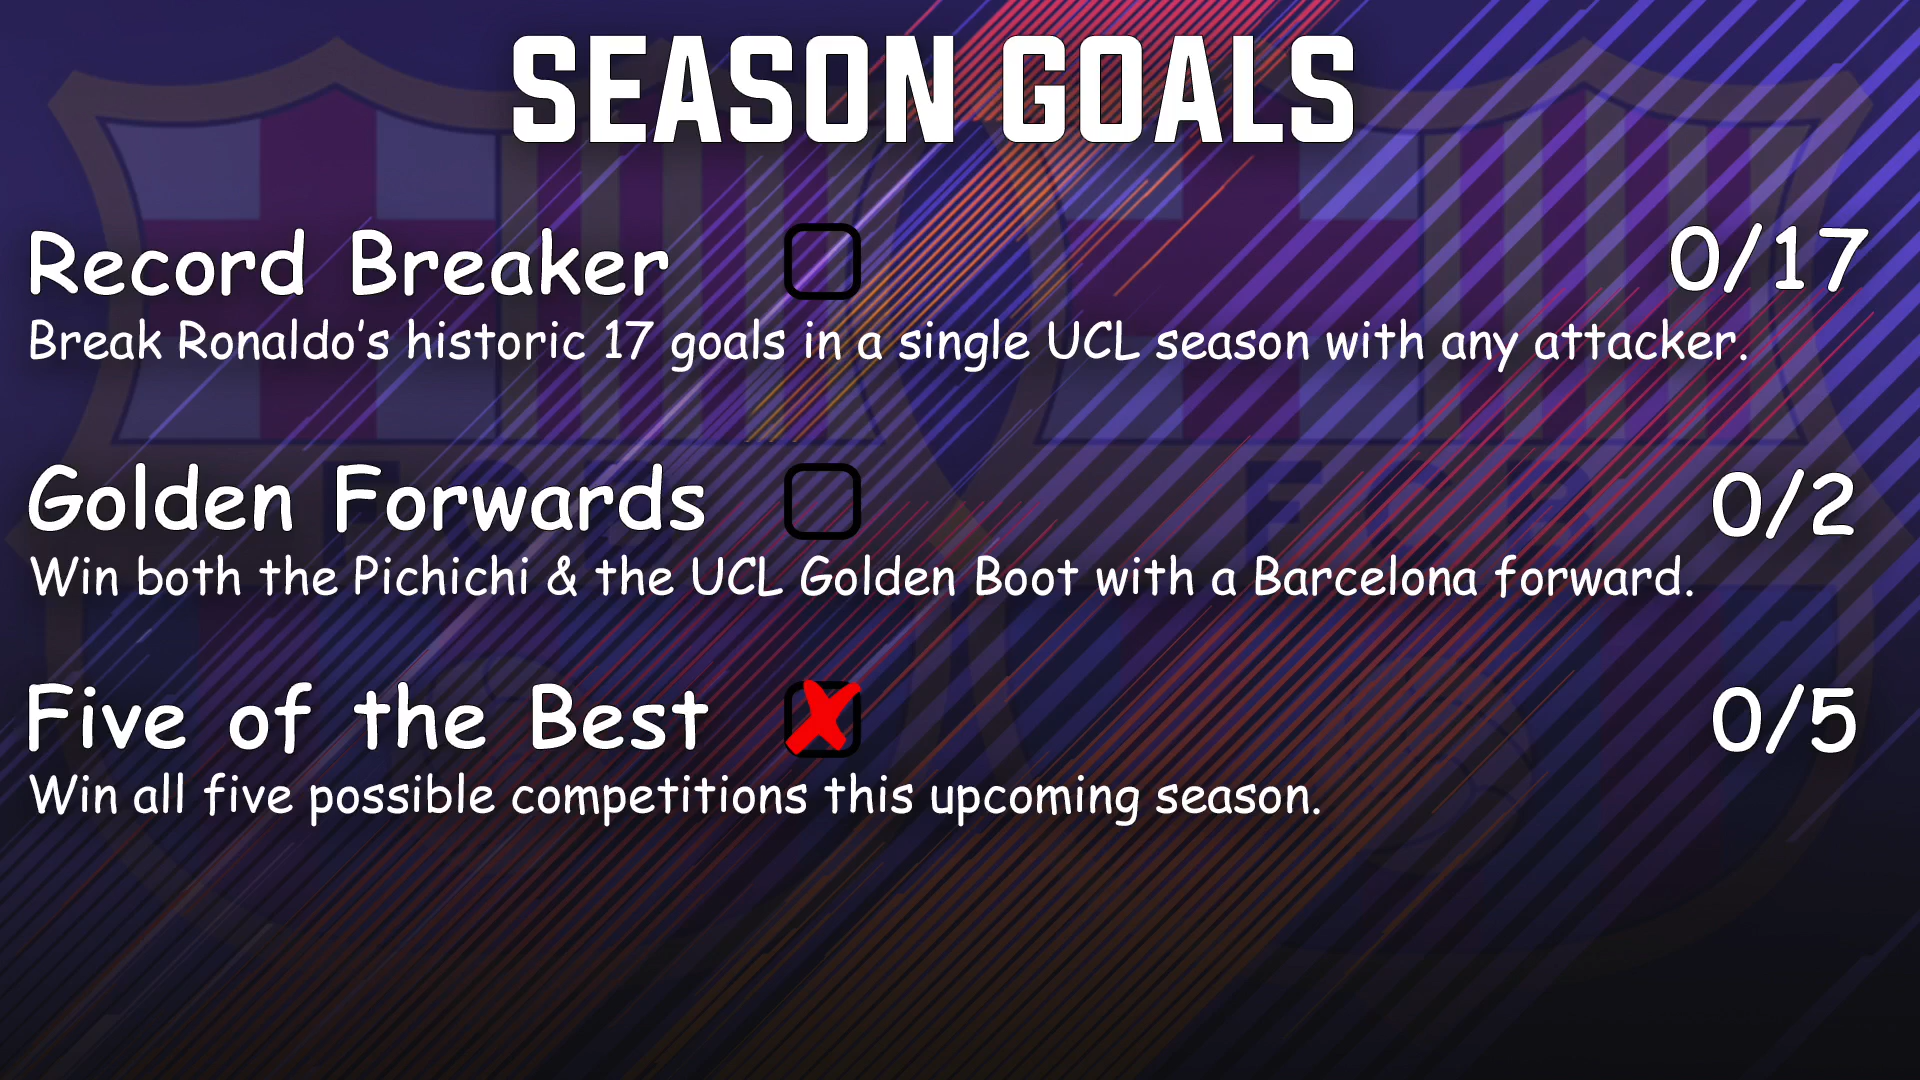 SEASON GOALS
Record Breaker 0/17
Break Ronaldo's historic 17 goals in a single UCL season with any attacker.
F C B F C B
Golden Forwards 0/2
Win both the Pichichi & the UCL Golden Boot with a Barcelona forward.
Five of the Best 0/5
Win all five possible competitions this upcoming season.